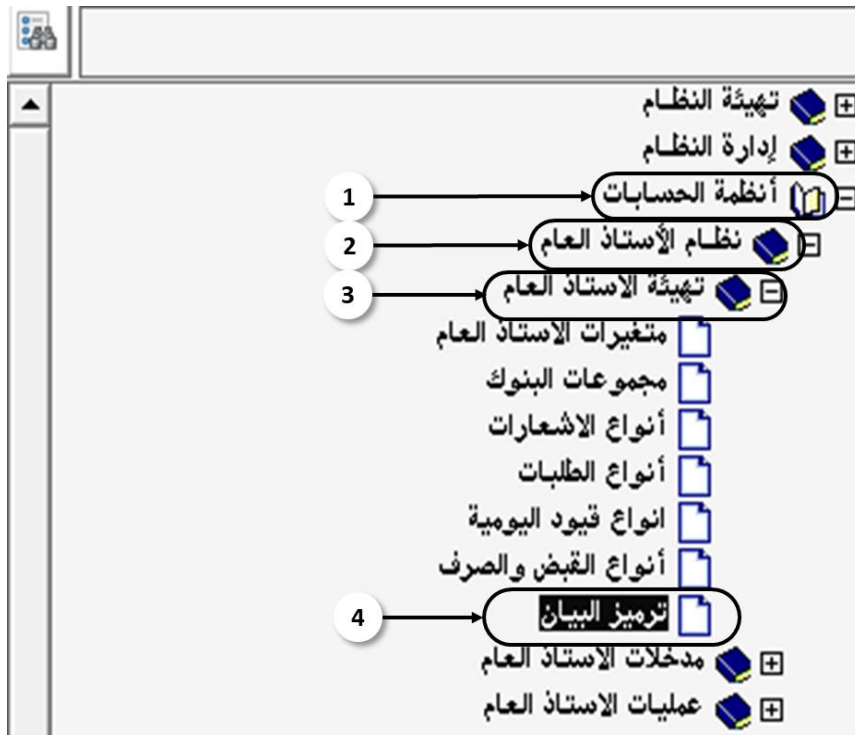 تهيئة النظام
إدارة النظام
1 أنظمة الحسابات
2 نظام الأستاذ العام
3 تهيئة الاستاذ العام
متغيرات الاستاذ العام
مجموعات البنوك
أنواع الاشعارات
أنواع الطلبات
انواع قيود اليومية
أنواع القبض والصرف
4 ترميز البيان
مدخلات الاستاذ العام
عمليات الاستاذ العام